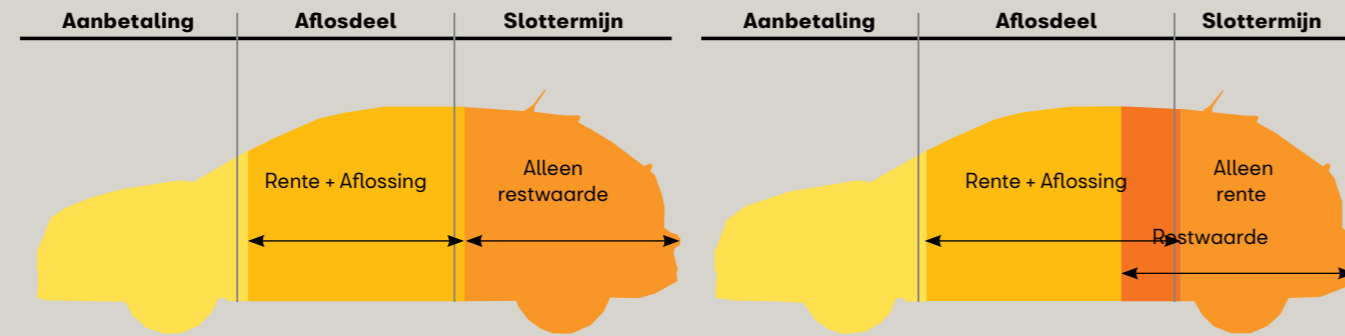 Aanbetaling Aflosdeel Slottermijn
Rente + Aflossing
Alleen
restwaarde
Aanbetaling Aflosdeel Slottermijn
Rente + Aflossing
Alleen
rente
Restwaarde